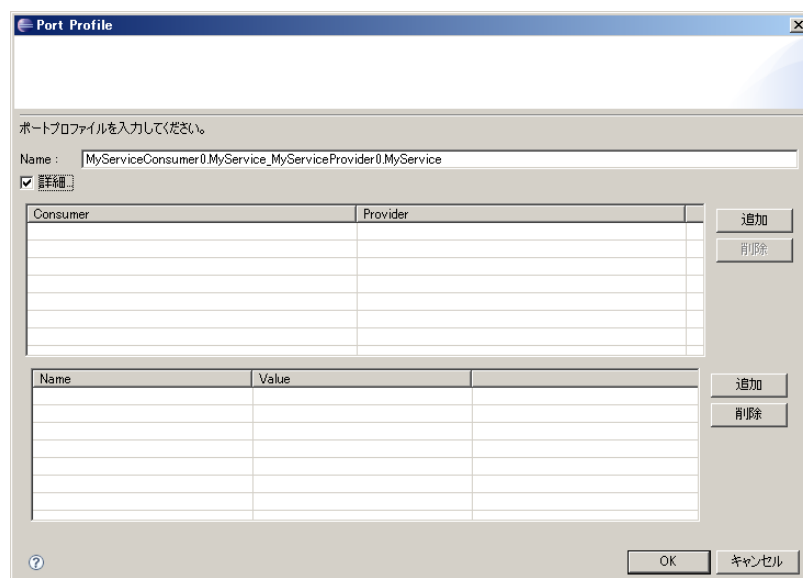 Port Profile
ポートプロファイルを入力してください。
Name : MyServiceConsumer0.MyService_MyServiceProvider0.MyService
詳細...
Consumer Provider
追加
削除
Name Value
追加
削除
OK キャンセル